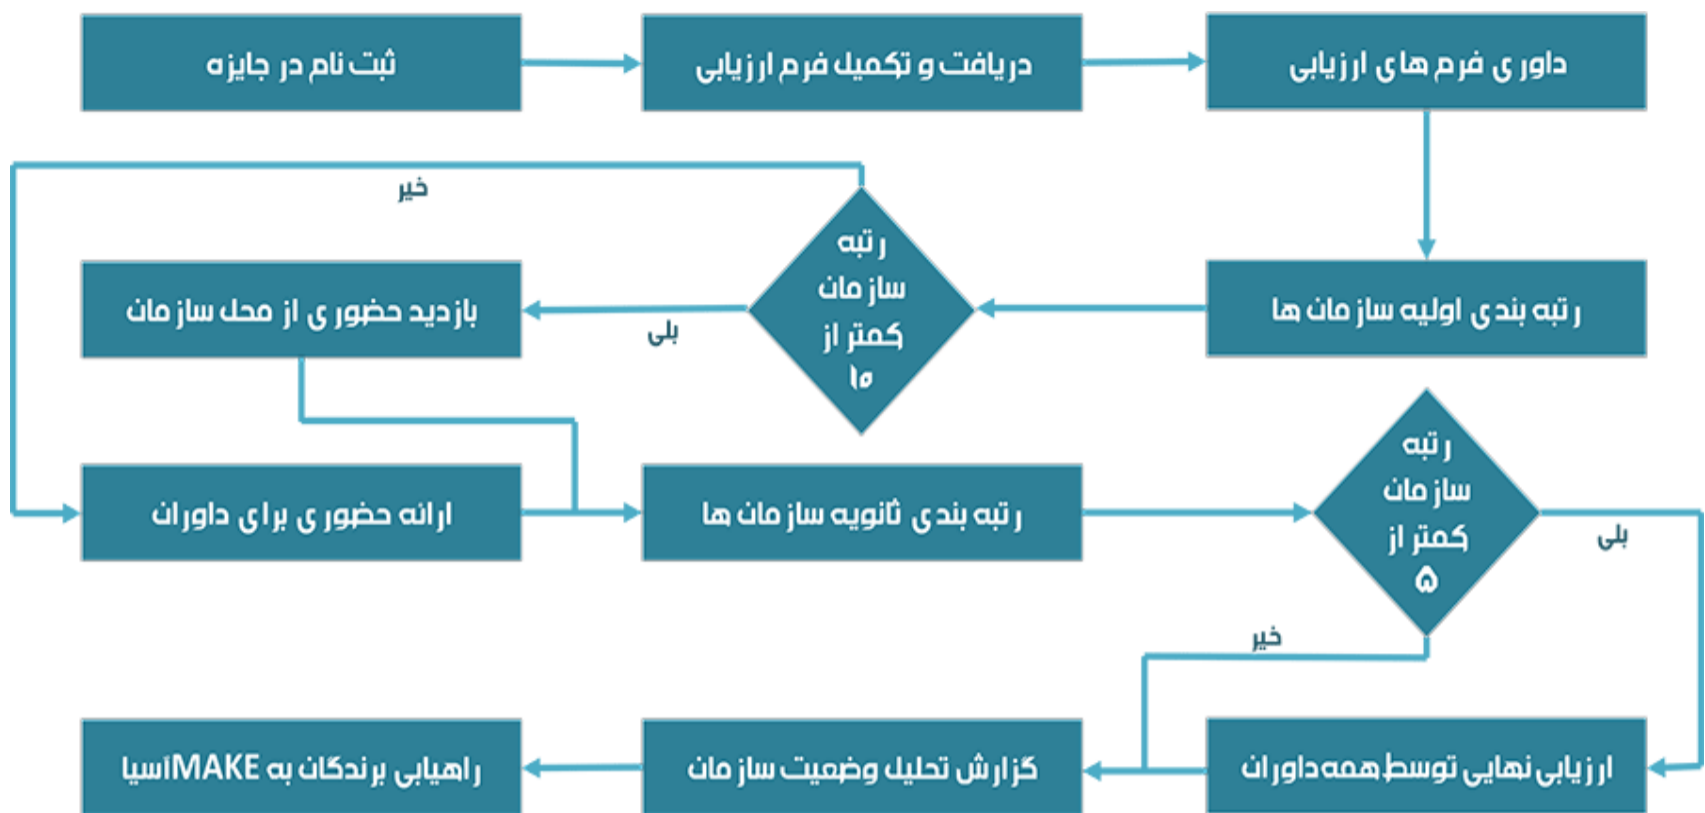 ثبت نام در جایزه
دریافت و تکمیل فرم ارزیابی
داوری فرم های ارزیابی
خیر
رتبه
سازمان
کمتر از
۱۰
بازدید حضوری از محل سازمان
بلی
رتبه بندی اولیه سازمان ها
ارائه حضوری برای داوران
رتبه بندی ثانویه سازمان ها
رتبه
سازمان
کمتر از
۵
بلی
خیر
راهیابی برندگان به MAKEآسیا
گزارش تحلیل وضعیت سازمان
ارزیابی نهایی توسط همه داوران